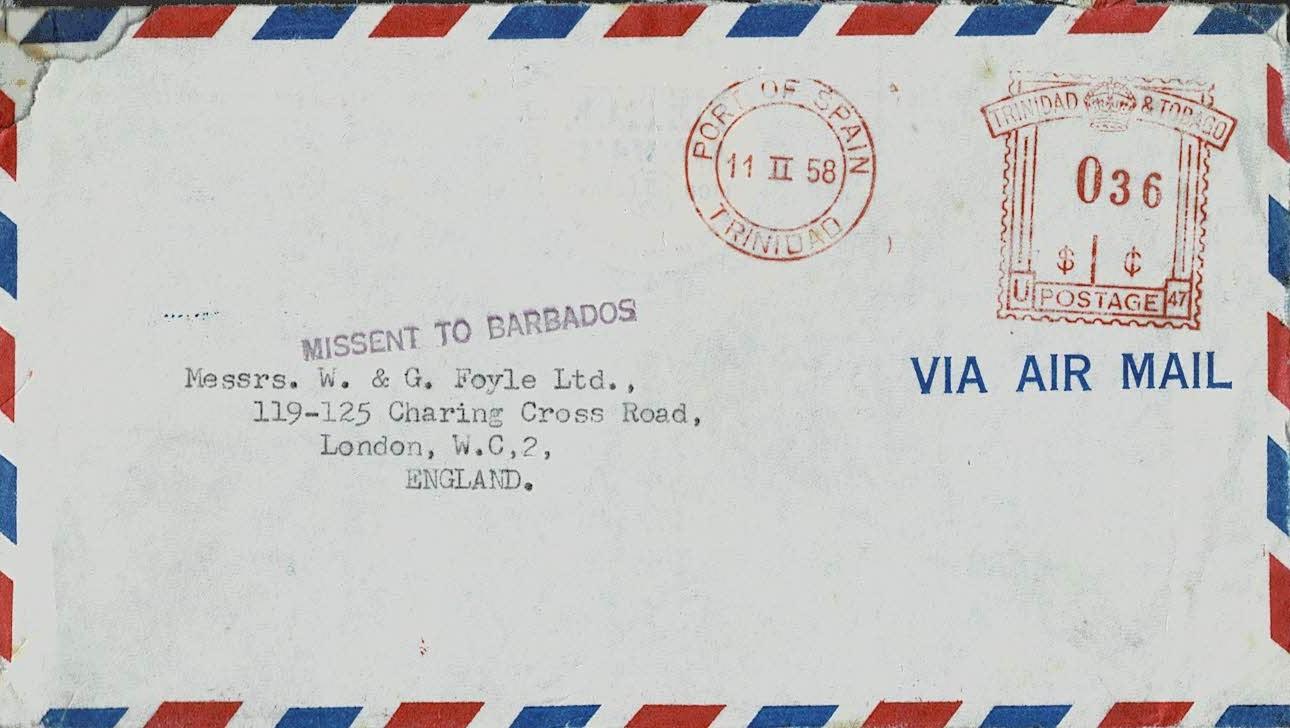 PORT OF SPAIN
11 II 58
TRINIDAD
TRINIDAD & TOBAGO
036
$ ¢
U POSTAGE 47
MISSENT TO BARBADOS
VIA AIR MAIL
Messrs. W. & G. Foyle Ltd.,
119-125 Charing Cross Road,
London, W.C,2,
ENGLAND.